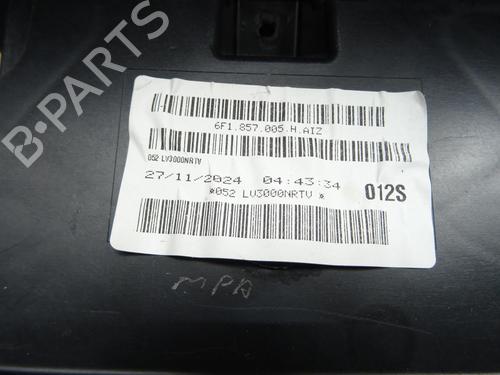 6F1.857.005.H.AIZ
052 LV3000NRTV
27/11/2024 04:43:34
*052 LV3000NRTV *
012S
MPA
B-PARTS